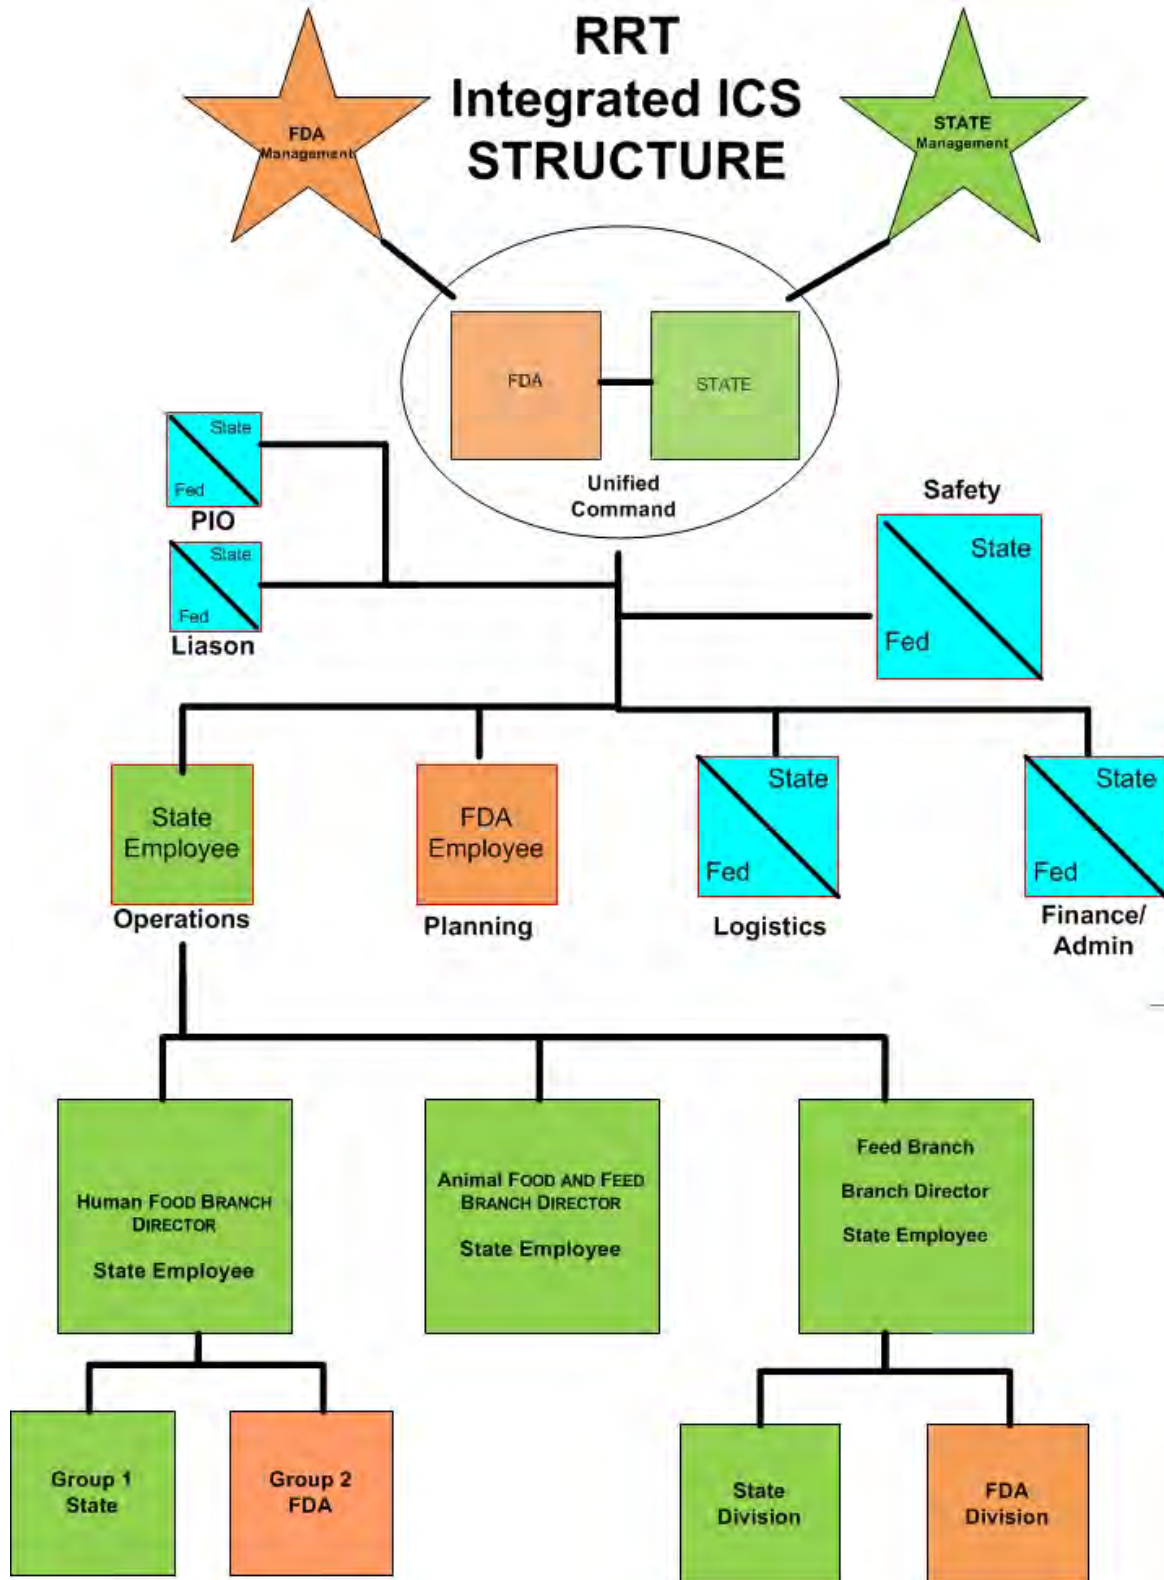 RRT
Integrated ICS
STRUCTURE
FDA
Management
STATE
Management
FDA
STATE
Unified
Command
State
Fed
PIO
State
Fed
Liason
Safety
State
Fed
State
Employee
Operations
FDA
Employee
Planning
State
Fed
Logistics
State
Fed
Finance/
Admin
Human FOOD BRANCH
DIRECTOR
State Employee
Animal FOOD AND FEED
BRANCH DIRECTOR
State Employee
Feed Branch
Branch Director
State Employee
Group 1
State
Group 2
FDA
State
Division
FDA
Division